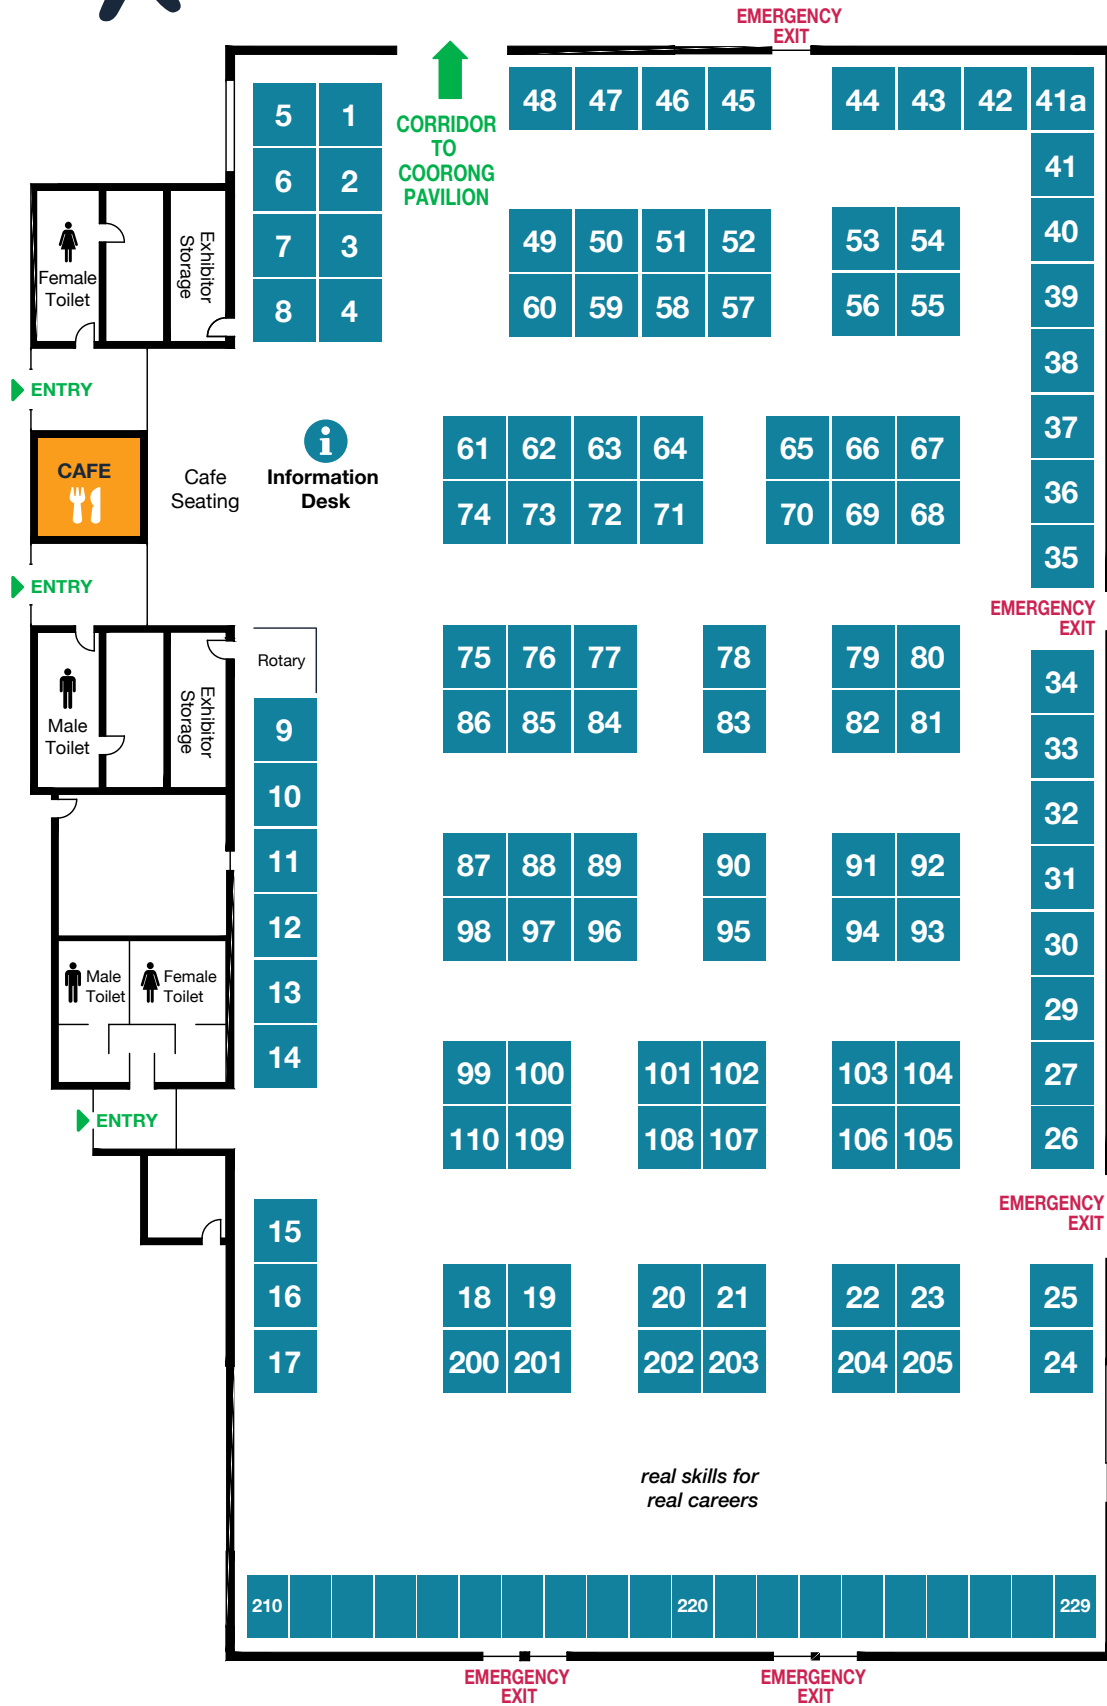 EMERGENCY
EXIT
48 47 46 45
44 43 42 41a
5 1
CORRIDOR
TO
COORONG
PAVILION
6 2
41
Female
Toilet
Exhibitor
Storage
7 3
49 50 51 52
53 54
40
8 4
60 59 58 57
56 55
39
38
ENTRY
37
CAFE
Cafe
Seating
i
Information
Desk
61 62 63 64
65 66 67
36
74 73 72 71
70 69 68
35
ENTRY
EMERGENCY
EXIT
Rotary
75 76 77
78
79 80
34
Male
Toilet
Exhibitor
Storage
9
86 85 84
83
82 81
33
10
32
11
87 88 89
90
91 92
31
12
98 97 96
95
94 93
30
Male
Toilet
Female
Toilet
13
29
14
99 100
101 102
103 104
27
ENTRY
110 109
108 107
106 105
26
EMERGENCY
EXIT
15
16
18 19
20 21
22 23
25
17
200 201
202 203
204 205
24
real skills for
real careers
210
220
229
EMERGENCY
EXIT
EMERGENCY
EXIT